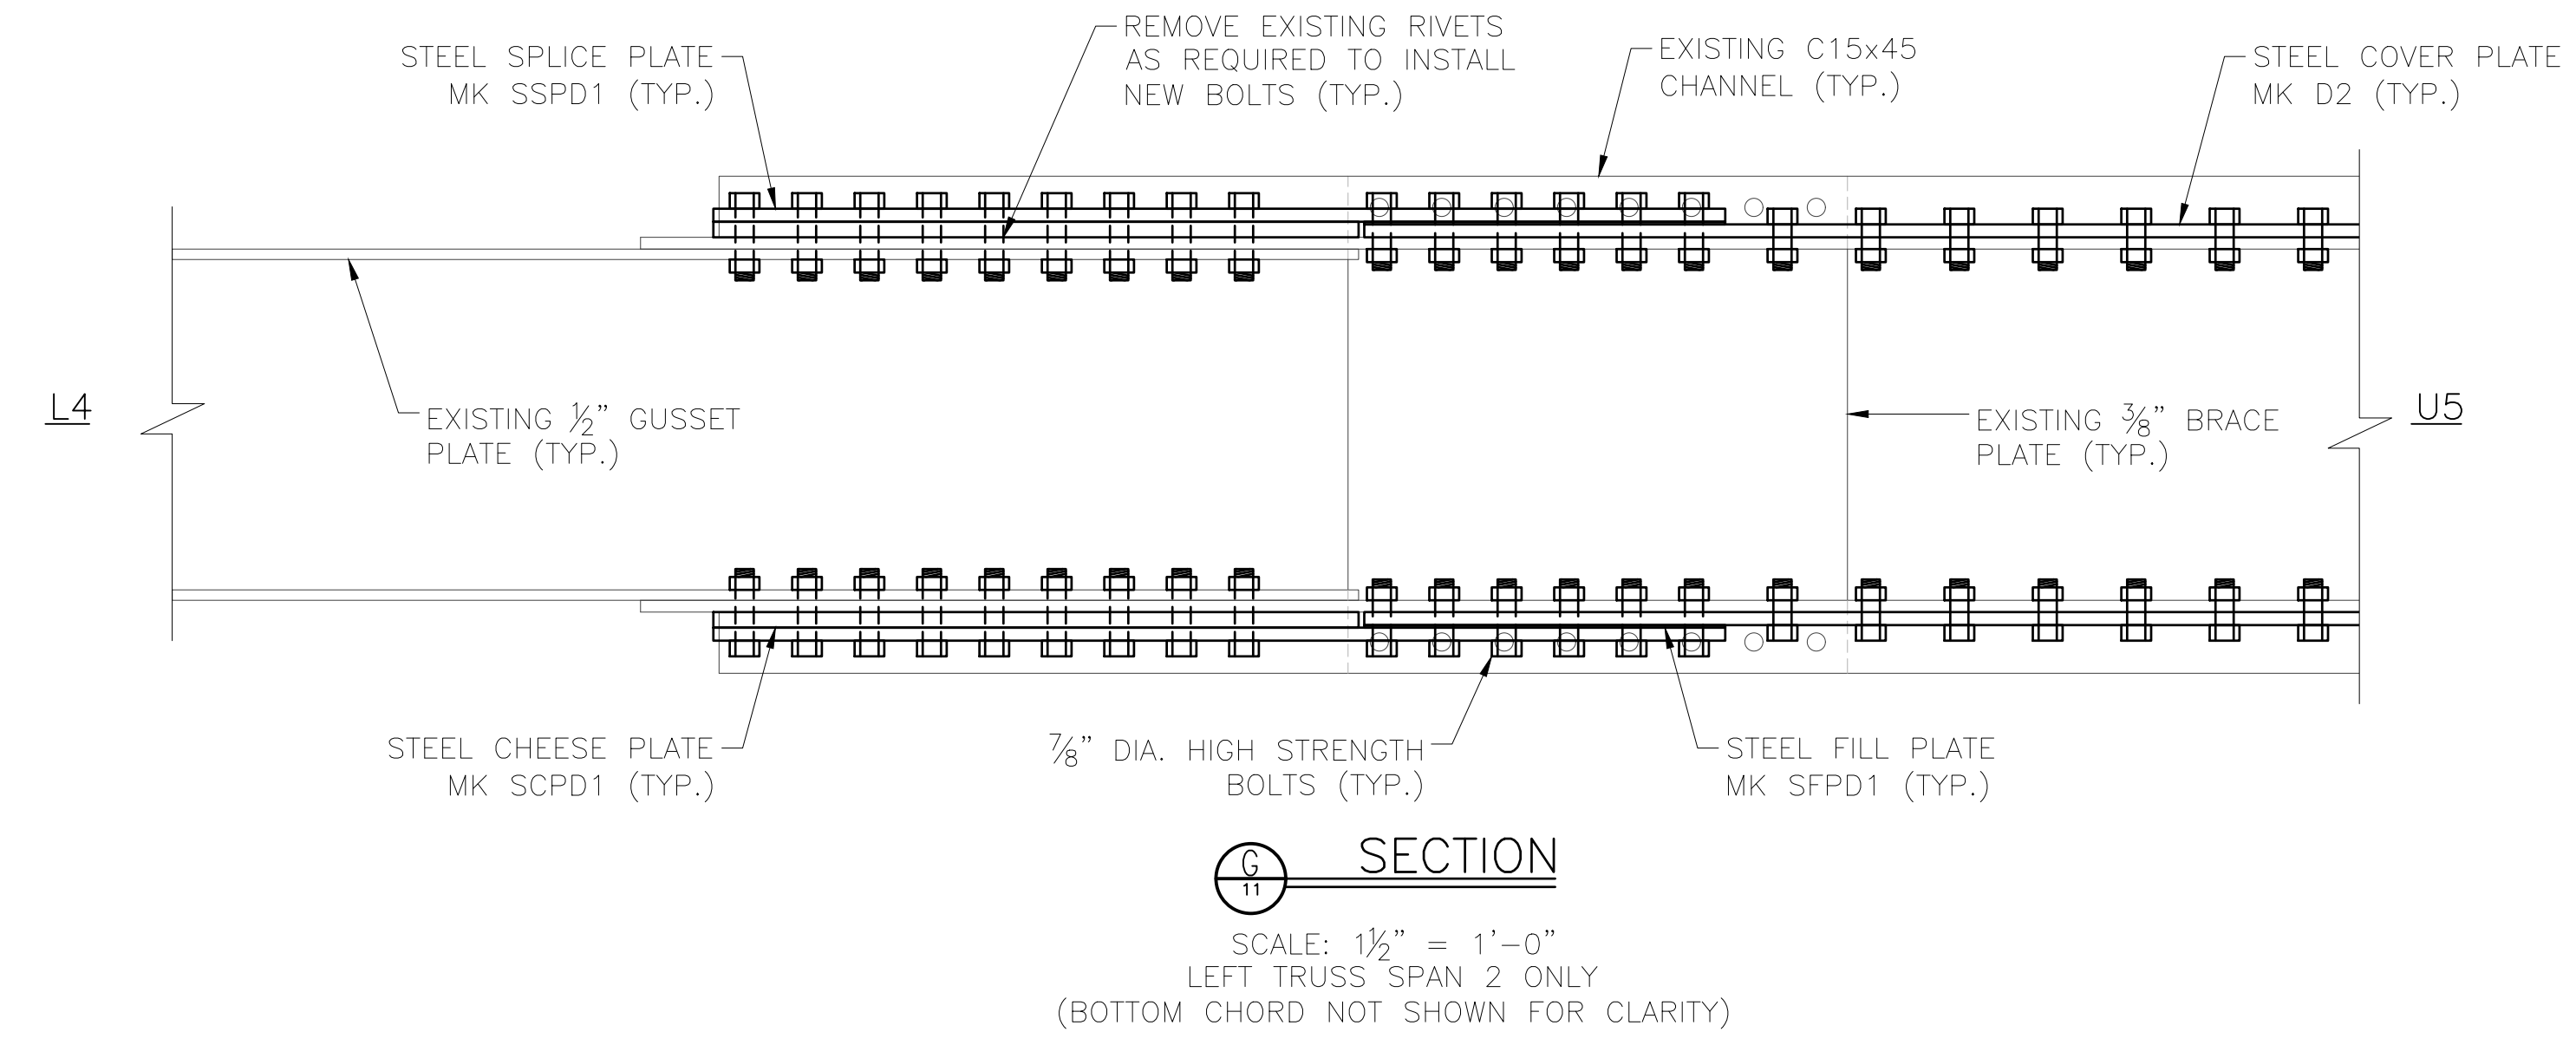 STEEL SPLICE PLATE
MK SSPD1 (TYP.)
REMOVE EXISTING RIVETS
AS REQUIRED TO INSTALL
NEW BOLTS (TYP.)
EXISTING C15x45
CHANNEL (TYP.)
STEEL COVER PLATE
MK D2 (TYP.)
L4
EXISTING ½” GUSSET
PLATE (TYP.)
EXISTING ⅜” BRACE
PLATE (TYP.)
U5
STEEL CHEESE PLATE
MK SCPD1 (TYP.)
⅞” DIA. HIGH STRENGTH
BOLTS (TYP.)
STEEL FILL PLATE
MK SFPD1 (TYP.)
G
11
SECTION
SCALE: 1½” = 1'-0”
LEFT TRUSS SPAN 2 ONLY
(BOTTOM CHORD NOT SHOWN FOR CLARITY)